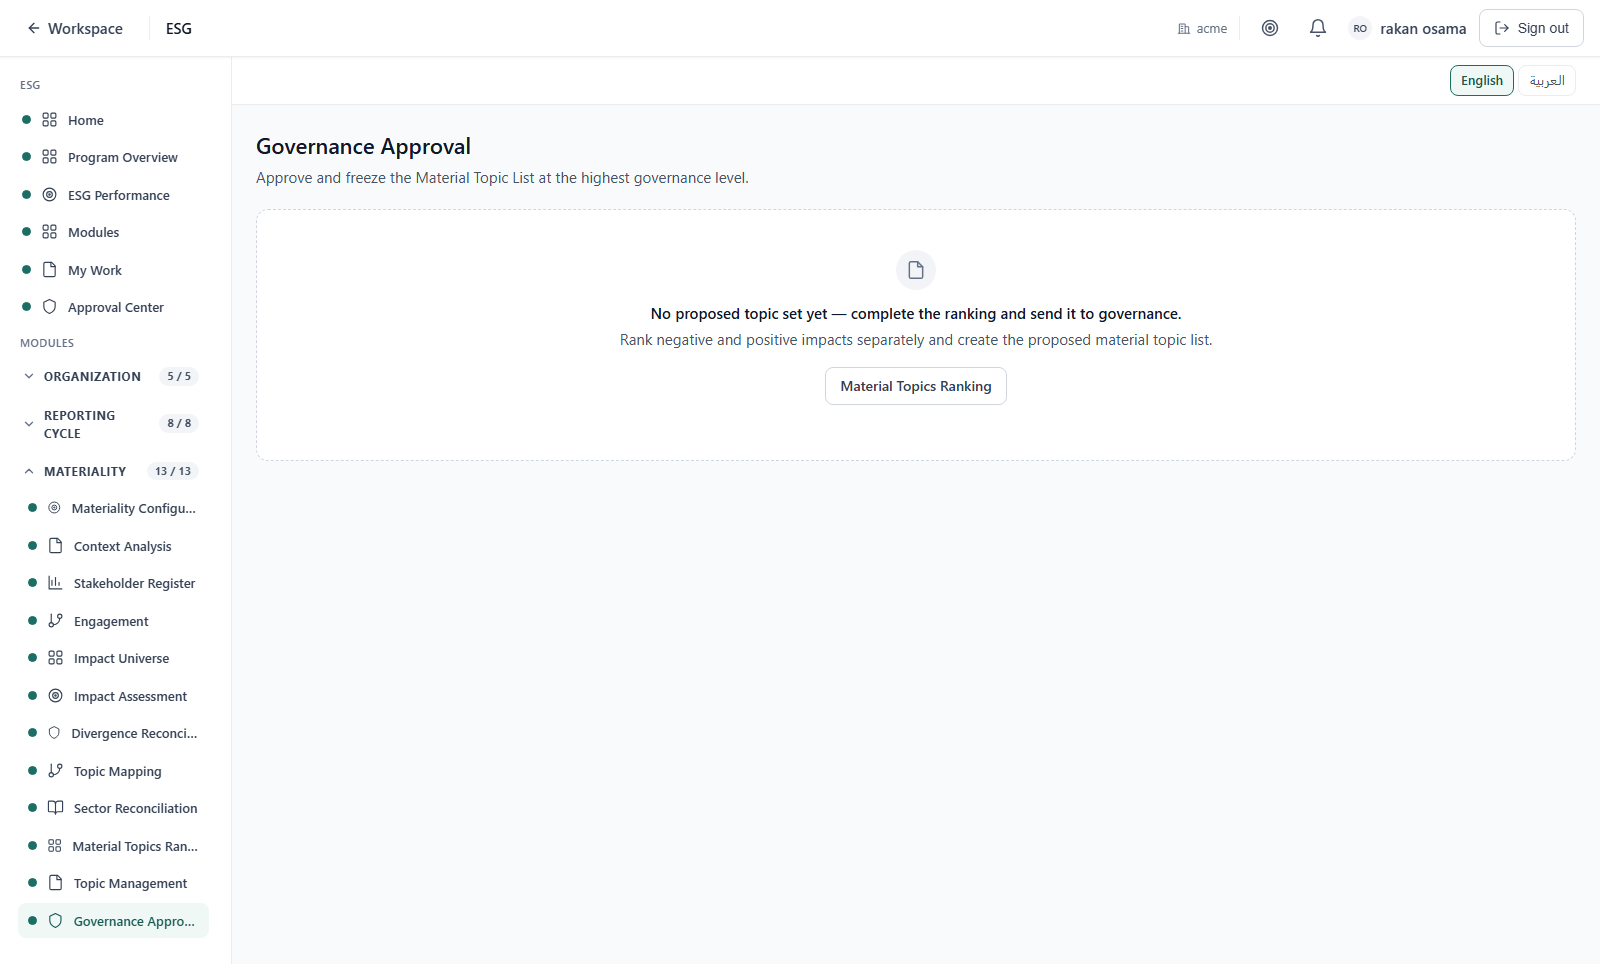 Workspace
ESG
acme
RO
rakan osama
Sign out
English
العربية
ESG
Home
Program Overview
ESG Performance
Modules
My Work
Approval Center
MODULES
ORGANIZATION
5 / 5
REPORTING
CYCLE
8 / 8
MATERIALITY
13 / 13
Materiality Configu...
Context Analysis
Stakeholder Register
Engagement
Impact Universe
Impact Assessment
Divergence Reconci...
Topic Mapping
Sector Reconciliation
Material Topics Ran...
Topic Management
Governance Appro...
Governance Approval
Approve and freeze the Material Topic List at the highest governance level.
No proposed topic set yet — complete the ranking and send it to governance.
Rank negative and positive impacts separately and create the proposed material topic list.
Material Topics Ranking